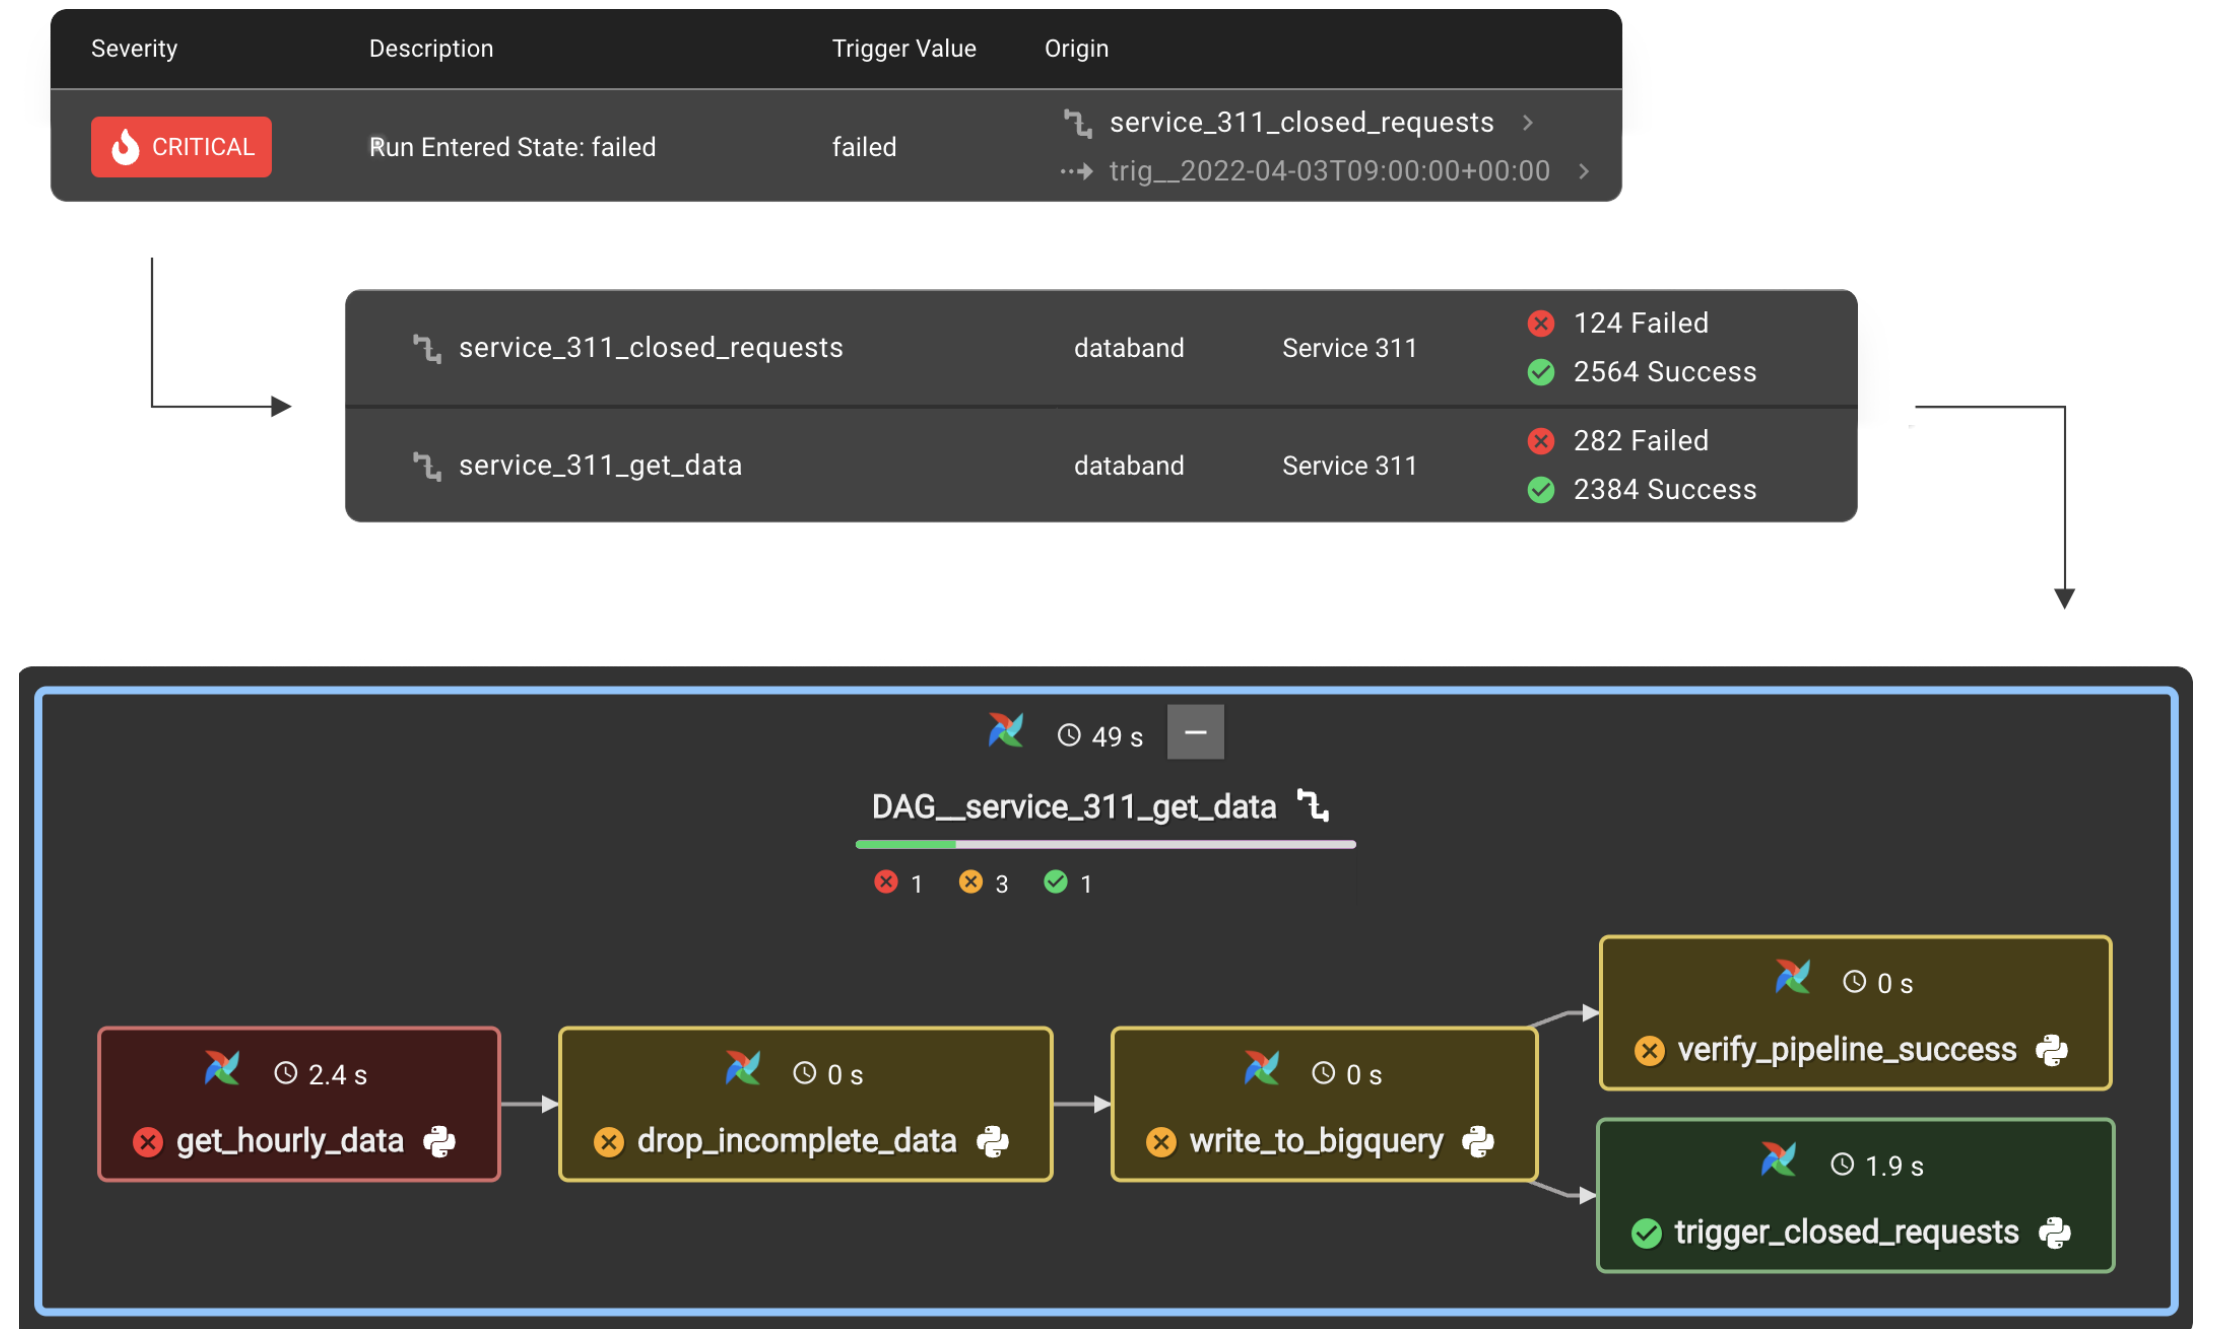 Severity Description Trigger Value Origin
CRITICAL Run Entered State: failed failed service_311_closed_requests
trig__2022-04-03T09:00:00+00:00
service_311_closed_requests databand Service 311 124 Failed
2564 Success
service_311_get_data databand Service 311 282 Failed
2384 Success
49 s
DAG__service_311_get_data
1 3 1
2.4 s
get_hourly_data
0 s
drop_incomplete_data
0 s
write_to_bigquery
0 s
verify_pipeline_success
1.9 s
trigger_closed_requests